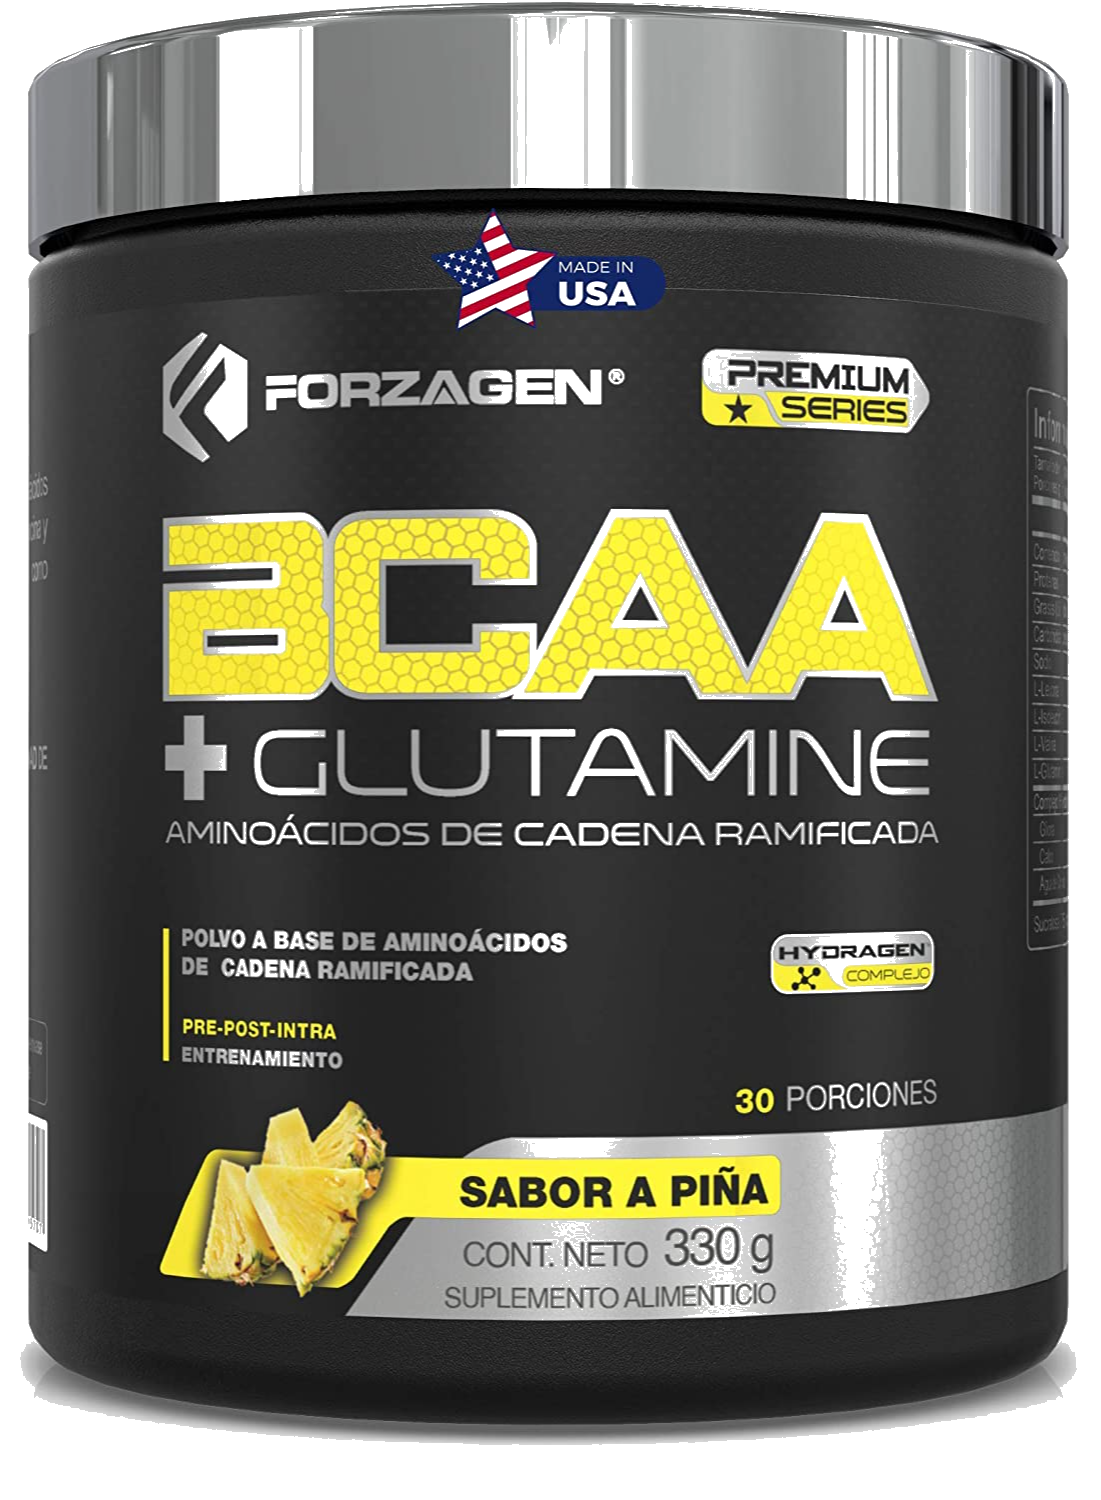 MADE IN
USA
FORZAGEN®
PREMIUM
SERIES
BCAA
+ GLUTAMINE
AMINOÁCIDOS DE CADENA RAMIFICADA
POLVO A BASE DE AMINOÁCIDOS
DE CADENA RAMIFICADA
PRE-POST-INTRA
ENTRENAMIENTO
HYDRAGEN
COMPLEJO
30 PORCIONES
SABOR A PIÑA
CONT. NETO 330 g
SUPLEMENTO ALIMENTICIO